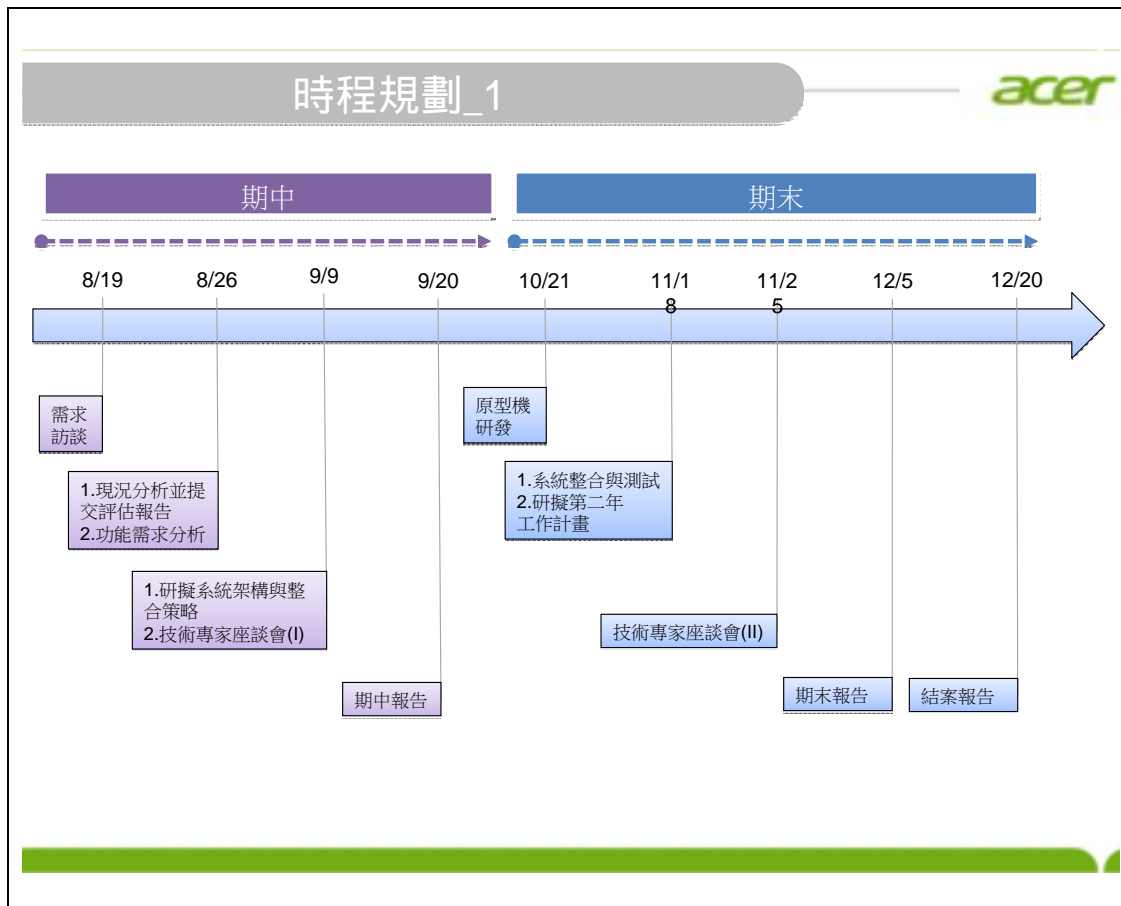 時程規劃_1
acer
期中
期末
8/19
8/26
9/9
9/20
10/21
11/1
8
11/2
5
12/5
12/20
需求
訪談
1.現況分析並提
交評估報告
2.功能需求分析
1.研擬系統架構與整
合策略
2.技術專家座談會(I)
期中報告
原型機
研發
1.系統整合與測試
2.研擬第二年
工作計畫
技術專家座談會(II)
期末報告
結案報告